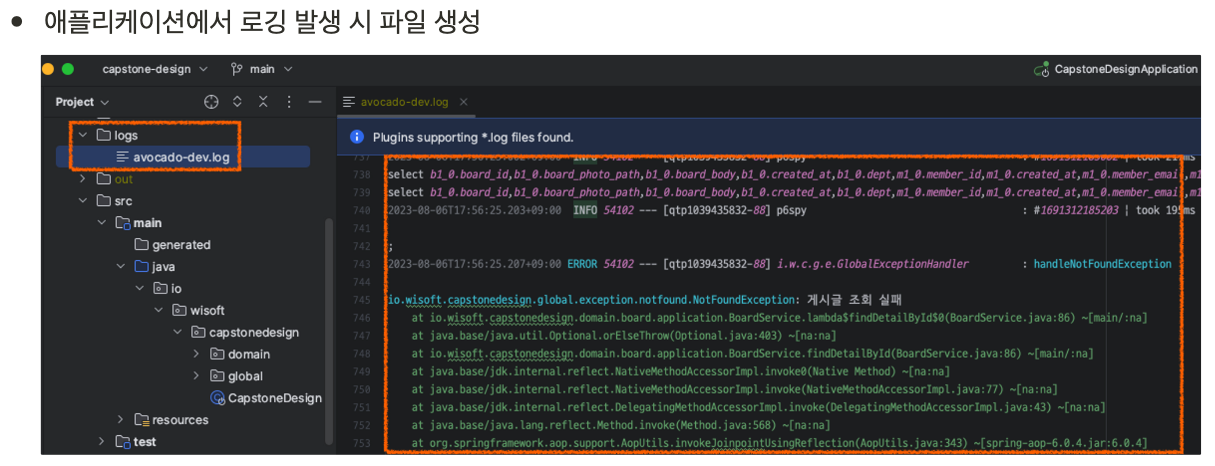 • 애플리케이션에서 로깅 발생 시 파일 생성
capstone-design main CapstoneDesignApplication
Project
avocado-dev.log
logs
avocado-dev.log
out
src
main
generated
java
io
wisoft
capstonedesign
domain
global
CapstoneDesign
resources
test
Plugins supporting *.log files found.
738 select b1_0.board_id,b1_0.board_photo_path,b1_0.board_body,b1_0.created_at,b1_0.dept,m1_0.member_id,m1_0.created_at,m1_0.member_email,m1
739 select b1_0.board_id,b1_0.board_photo_path,b1_0.board_body,b1_0.created_at,b1_0.dept,m1_0.member_id,m1_0.created_at,m1_0.member_email,m1
740 2023-08-06T17:56:25.203+09:00 INFO 54102 --- [qtp1039435832-88] p6spy : #1691312185203 | took 195ms
741
742 ;
743 2023-08-06T17:56:25.207+09:00 ERROR 54102 --- [qtp1039435832-88] i.w.c.g.e.GlobalExceptionHandler : handleNotFoundException
744
745 io.wisoft.capstonedesign.global.exception.notfound.NotFoundException: 게시글 조회 실패
746 at io.wisoft.capstonedesign.domain.board.application.BoardService.lambda$findDetailById$0(BoardService.java:86) ~[main/:na]
747 at java.base/java.util.Optional.orElseThrow(Optional.java:403) ~[na:na]
748 at io.wisoft.capstonedesign.domain.board.application.BoardService.findDetailById(BoardService.java:86) ~[main/:na]
749 at java.base/jdk.internal.reflect.NativeMethodAccessorImpl.invoke0(Native Method) ~[na:na]
750 at java.base/jdk.internal.reflect.NativeMethodAccessorImpl.invoke(NativeMethodAccessorImpl.java:77) ~[na:na]
751 at java.base/jdk.internal.reflect.DelegatingMethodAccessorImpl.invoke(DelegatingMethodAccessorImpl.java:43) ~[na:na]
752 at java.base/java.lang.reflect.Method.invoke(Method.java:568) ~[na:na]
753 at org.springframework.aop.support.AopUtils.invokeJoinpointUsingReflection(AopUtils.java:343) ~[spring-aop-6.0.4.jar:6.0.4]